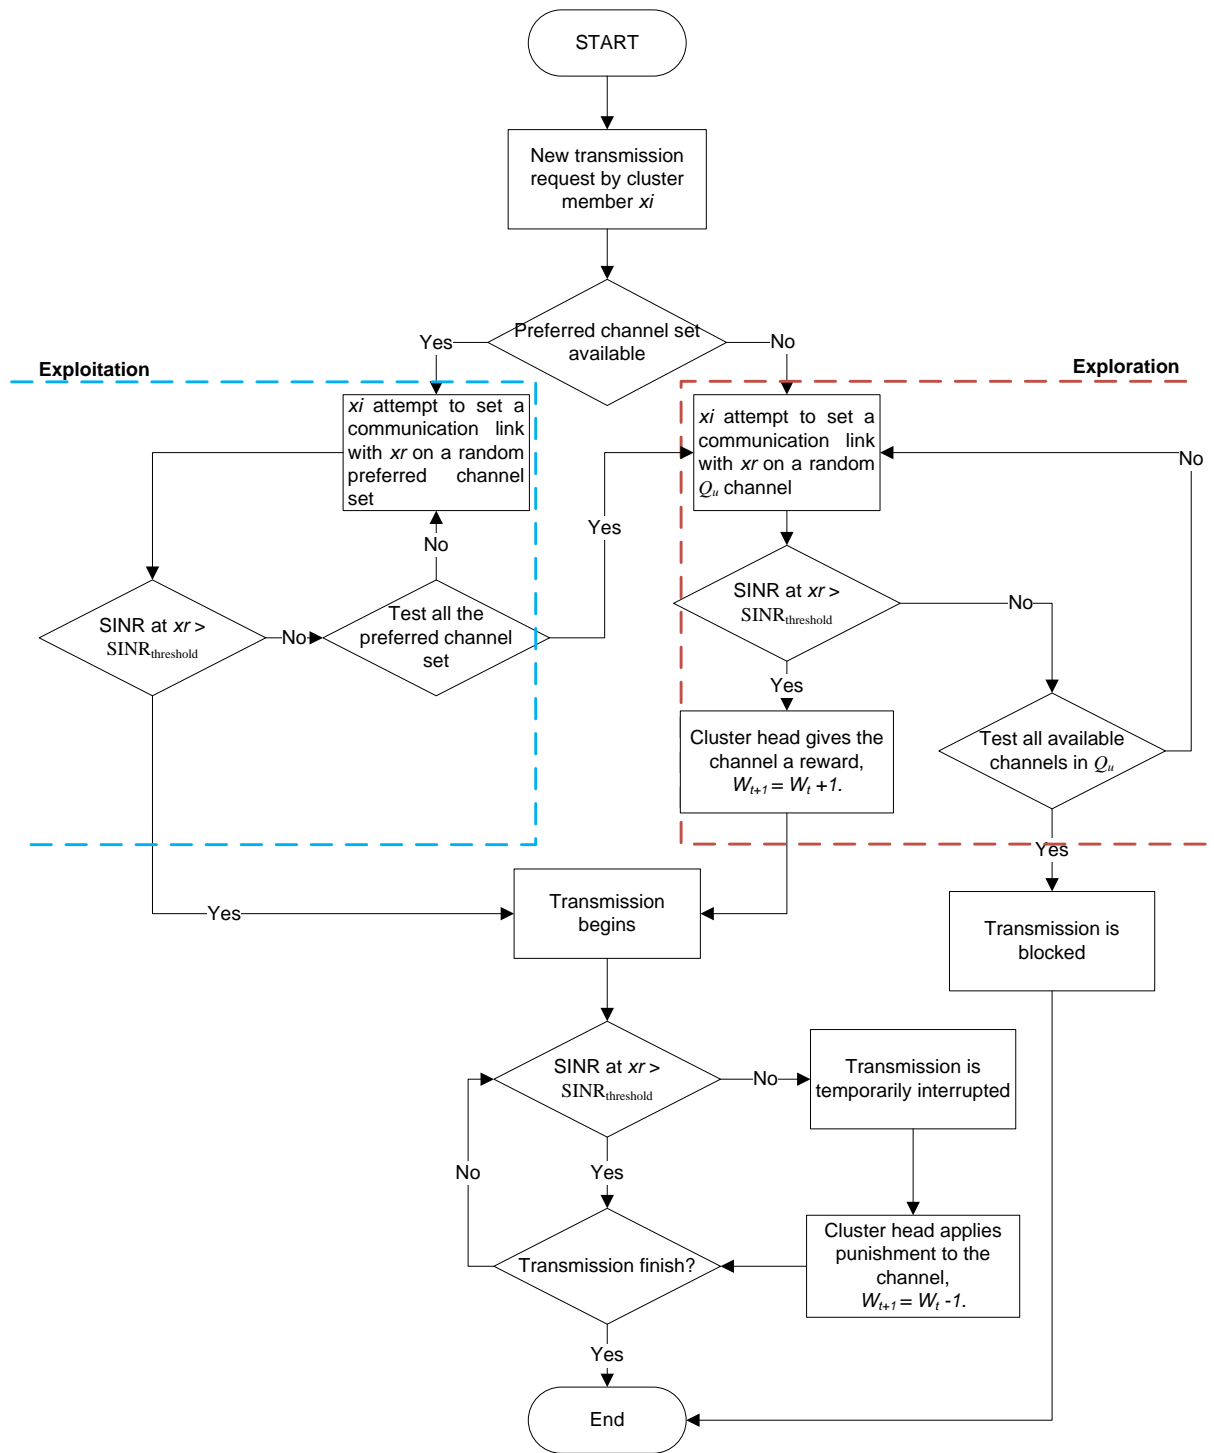 START
New transmission
request by cluster
member xi
Preferred channel set
available
Yes
No
Exploitation
Exploration
xi attempt to set a
communication link
with xr on a random
preferred channel
set
xi attempt to set a
communication link
with xr on a random
Qu channel
No
Yes
No
SINR at xr >
SINRthreshold
No
Test all the
preferred channel
set
SINR at xr >
SINRthreshold
No
Yes
Cluster head gives the
channel a reward,
Wt+1 = Wt +1.
Test all available
channels in Qu
Yes
Yes
Transmission
begins
Transmission is
blocked
SINR at xr >
SINRthreshold
No
Transmission is
temporarily interrupted
No
Yes
Transmission finish?
Cluster head applies
punishment to the
channel,
Wt+1 = Wt -1.
Yes
End